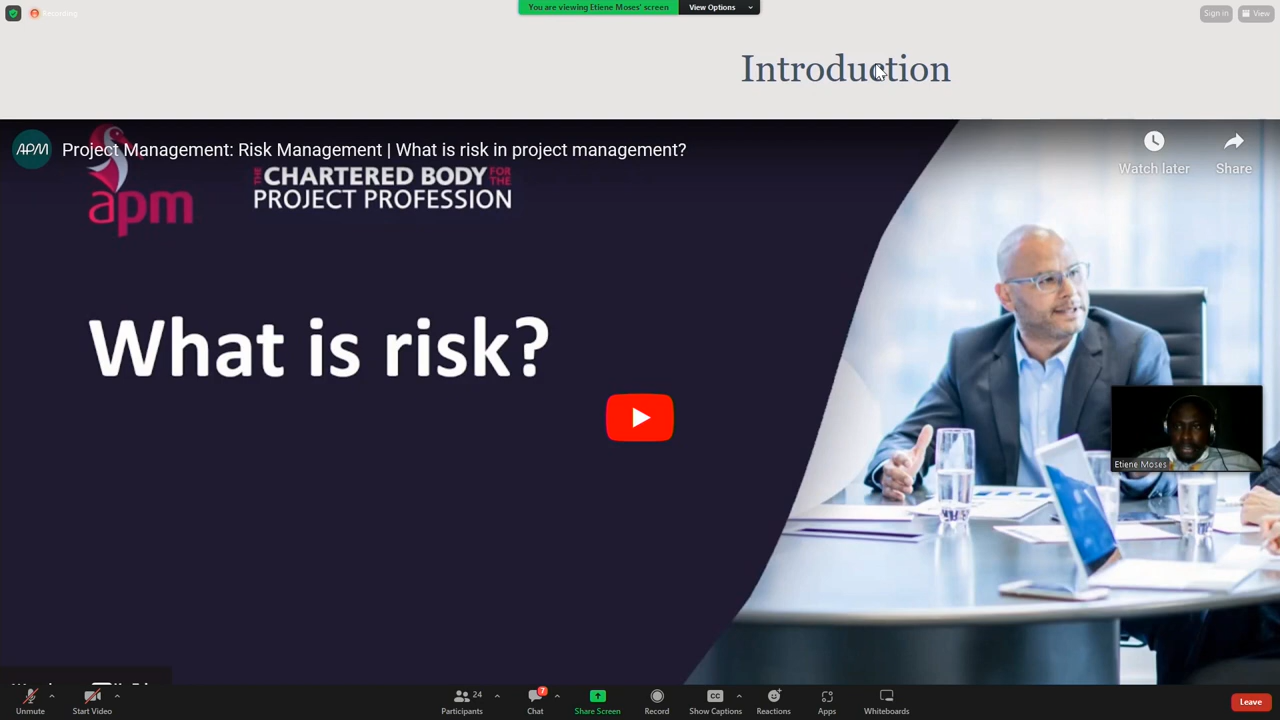 Recording
You are viewing Etiene Moses' screen
View Options
Sign in
View
Introduction
APM
Project Management: Risk Management | What is risk in project management?
Watch later
Share
apm
THE CHARTERED BODY FOR THE
PROJECT PROFESSION
What is risk?
Etiene Moses
Unmute
Start Video
24
Participants
7
Chat
Share Screen
Record
CC
Show Captions
Reactions
Apps
Whiteboards
Leave